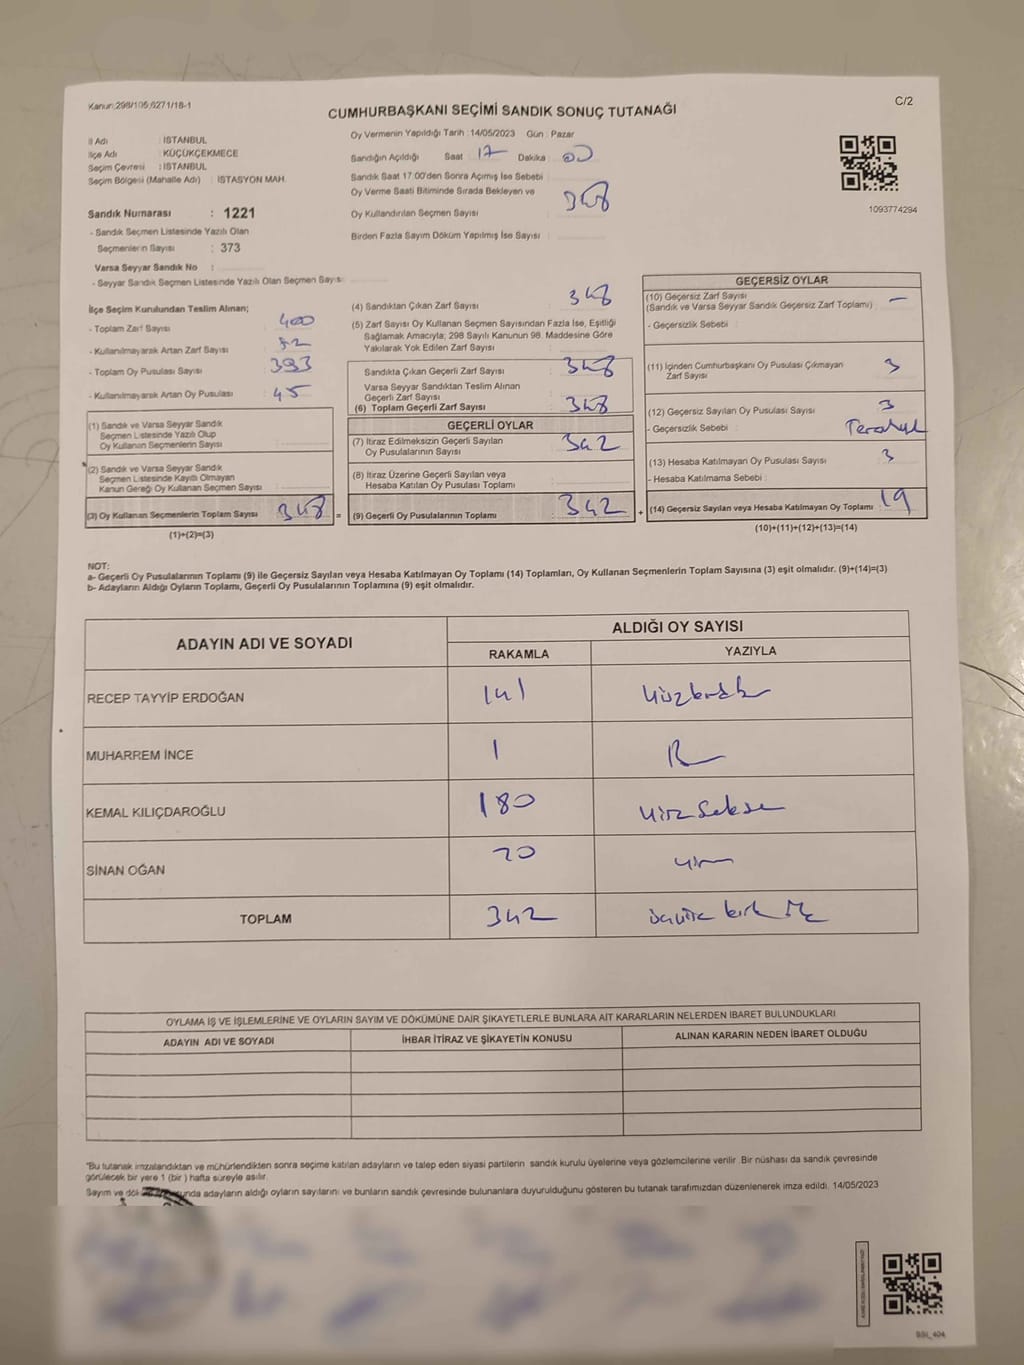 Kanun:298/105,6271/18-1
C/2
CUMHURBAŞKANI SEÇİMİ SANDIK SONUÇ TUTANAĞI
İl Adı : İSTANBUL
İlçe Adı : KÜÇÜKÇEKMECE
Seçim Çevresi : İSTANBUL
Seçim Bölgesi (Mahalle Adı) : İSTASYON MAH.
Sandık Numarası : 1221
- Sandık Seçmen Listesinde Yazılı Olan
Seçmenlerin Sayısı : 373
Varsa Seyyar Sandık No :
- Seyyar Sandık Seçmen Listesinde Yazılı Olan Seçmen Sayısı:
Oy Vermenin Yapıldığı Tarih :14/05/2023 Gün : Pazar
Sandığın Açıldığı Saat 17 Dakika 00
Sandık Saat 17:00'den Sonra Açımış İse Sebebi
Oy Verme Saati Bitiminde Sırada Bekleyen ve
Oy Kullandırılan Seçmen Sayısı 348
Birden Fazla Sayım Döküm Yapılmış İse Sayısı :
1093774294
İlçe Seçim Kurulundan Teslim Alınan;
- Toplam Zarf Sayısı 400
- Kullanılmayarak Artan Zarf Sayısı 52
- Toplam Oy Pusulası Sayısı 393
- Kullanılmayarak Artan Oy Pusulası 45
(1) Sandık ve Varsa Seyyar Sandık
Seçmen Listesinde Yazılı Olup
Oy Kullanan Seçmenlerin Sayısı
(2) Sandık ve Varsa Seyyar Sandık
Seçmen Listesinde Kayıtlı Olmayan
Kanun Gereği Oy Kullanan Seçmen Sayısı
(3) Oy Kullanan Seçmenlerin Toplam Sayısı 348 =
(1)+(2)=(3)
(4) Sandıktan Çıkan Zarf Sayısı 348
(5) Zarf Sayısı Oy Kullanan Seçmen Sayısından Fazla İse, Eşitliği
Sağlamak Amacıyla; 298 Sayılı Kanunun 98. Maddesine Göre
Yakılarak Yok Edilen Zarf Sayısı
Sandıkta Çıkan Geçerli Zarf Sayısı 348
Varsa Seyyar Sandıktan Teslim Alınan
Geçerli Zarf Sayısı
(6) Toplam Geçerli Zarf Sayısı 348
GEÇERLİ OYLAR
(7) İtiraz Edilmeksizin Geçerli Sayılan
Oy Pusulalarının Sayısı 342
(8) İtiraz Üzerine Geçerli Sayılan veya
Hesaba Katılan Oy Pusulası Toplamı
(9) Geçerli Oy Pusulalarının Toplamı 342 +
GEÇERSİZ OYLAR
(10) Geçersiz Zarf Sayısı
(Sandık ve Varsa Seyyar Sandık Geçersiz Zarf Toplamı) –
- Geçersizlik Sebebi :
(11) İçinden Cumhurbaşkanı Oy Pusulası Çıkmayan
Zarf Sayısı 3
(12) Geçersiz Sayılan Oy Pusulası Sayısı 3
- Geçersizlik Sebebi :
(13) Hesaba Katılmayan Oy Pusulası Sayısı 3
- Hesaba Katılmama Sebebi :
(14) Geçersiz Sayılan veya Hesaba Katılmayan Oy Toplamı : 19
(10)+(11)+(12)+(13)=(14)
NOT:
a- Geçerli Oy Pusulalarının Toplamı (9) ile Geçersiz Sayılan veya Hesaba Katılmayan Oy Toplamı (14) Toplamları, Oy Kullanan Seçmenlerin Toplam Sayısına (3) eşit olmalıdır. (9)+(14)=(3)
b- Adayların Aldığı Oyların Toplamı, Geçerli Oy Pusulalarının Toplamına (9) eşit olmalıdır.
ADAYIN ADI VE SOYADI ALDIĞI OY SAYISI
RAKAMLA YAZIYLA
RECEP TAYYİP ERDOĞAN 141
MUHARREM İNCE 1
KEMAL KILIÇDAROĞLU 180 yüz seksen
SİNAN OĞAN 20
TOPLAM 342
OYLAMA İŞ VE İŞLEMLERİNE VE OYLARIN SAYIM VE DÖKÜMÜNE DAİR ŞİKAYETLERLE BUNLARA AİT KARARLARIN NELERDEN İBARET BULUNDUKLARI
ADAYIN ADI VE SOYADI İHBAR İTİRAZ VE ŞİKAYETİN KONUSU ALINAN KARARIN NEDEN İBARET OLDUĞU
"Bu tutanak imzalandıktan ve mühürlendikten sonra seçime katılan adayların ve talep eden siyasi partilerin sandık kurulu üyelerine veya gözlemcilerine verilir .Bir nüshası da sandık çevresinde
görülecek bir yere 1 (bir ) hafta süreyle asılır.
Sayım ve adayların aldığı oyların sayılarını ve bunların sandık çevresinde bulunanlara duyurulduğunu gösteren bu tutanak tarafımızdan düzenlenerek imza edildi. 14/05/2023
SSI_404